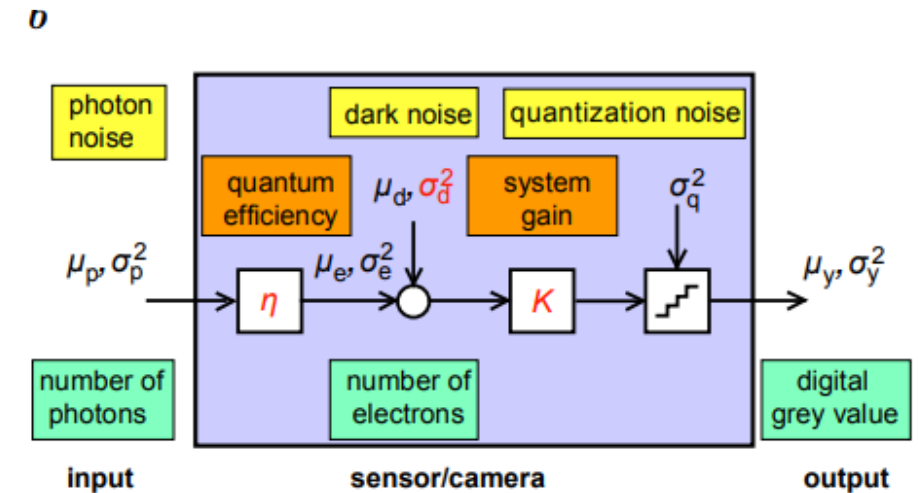 b
photon
noise
dark noise
quantization noise
quantum
efficiency
μd, σd²
system
gain
σq²
μp, σp²
μe, σe²
μy, σy²
η
K
number of
photons
number of
electrons
digital
grey value
input
sensor/camera
output